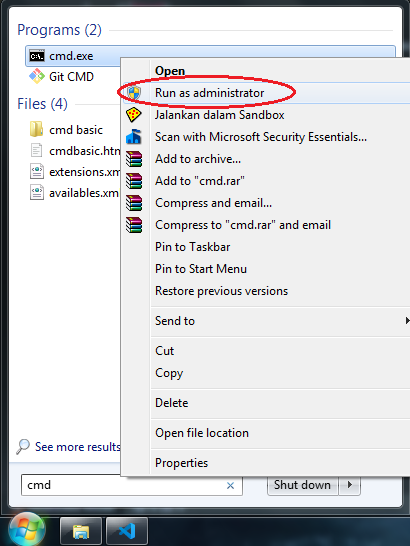 Programs (2)
cmd.exe
Git CMD
Files (4)
cmd basic
cmdbasic.htm
extensions.xm
availables.xm
See more results
cmd
Shut down
Open
Run as administrator
Jalankan dalam Sandbox
Scan with Microsoft Security Essentials...
Add to archive...
Add to "cmd.rar"
Compress and email...
Compress to "cmd.rar" and email
Pin to Taskbar
Pin to Start Menu
Restore previous versions
Send to
Cut
Copy
Delete
Open file location
Properties